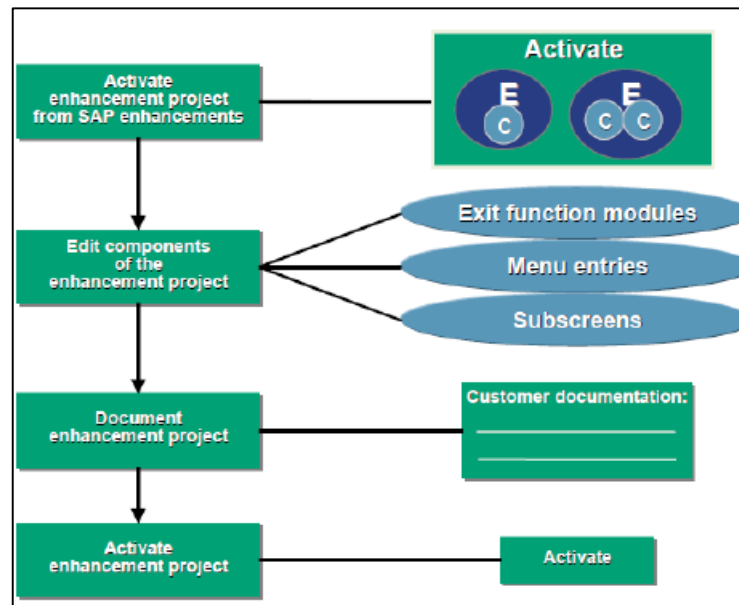 Activate
enhancement project
from SAP enhancements
Activate
E
C
E
C C
Edit components
of the
enhancement project
Exit function modules
Menu entries
Subscreens
Document
enhancement project
Customer documentation:
Activate
enhancement project
Activate